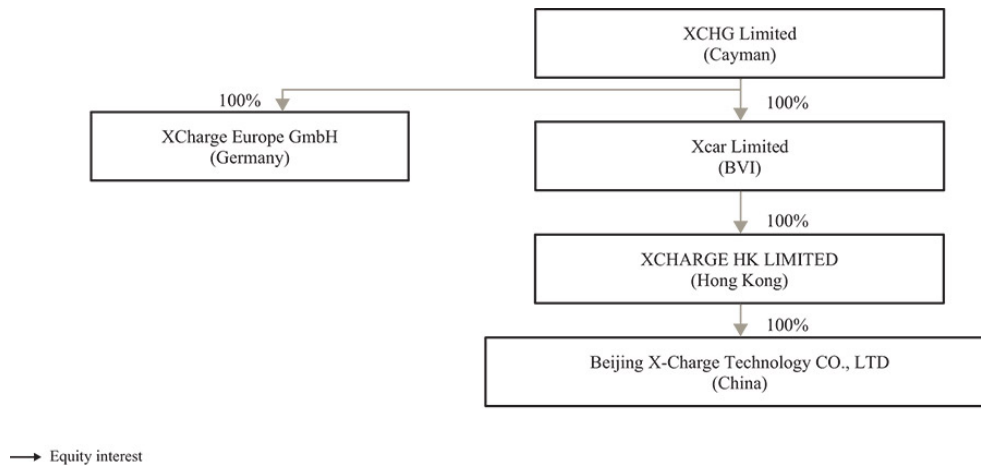 XCHG Limited
(Cayman)
100%
100%
XCharge Europe GmbH
(Germany)
Xcar Limited
(BVI)
100%
XCHARGE HK LIMITED
(Hong Kong)
100%
Beijing X-Charge Technology CO., LTD
(China)
Equity interest